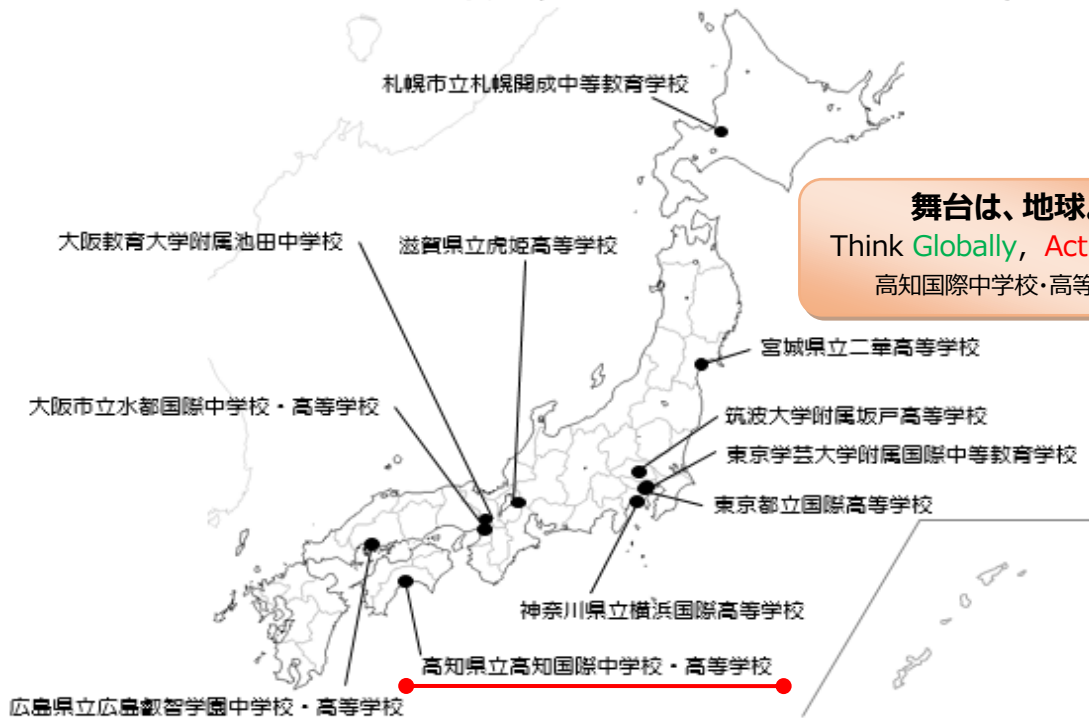 札幌市立札幌開成中等教育学校
舞台は、地球
Think Globally, Act
高知国際中学校・高等
大阪教育大学附属池田中学校
滋賀県立虎姫高等学校
宮城県立二華高等学校
大阪市立水都国際中学校・高等学校
筑波大学附属坂戸高等学校
東京学芸大学附属国際中等教育学校
東京都立国際高等学校
神奈川県立横浜国際高等学校
高知県立高知国際中学校・高等学校
広島県立広島叡智学園中学校・高等学校